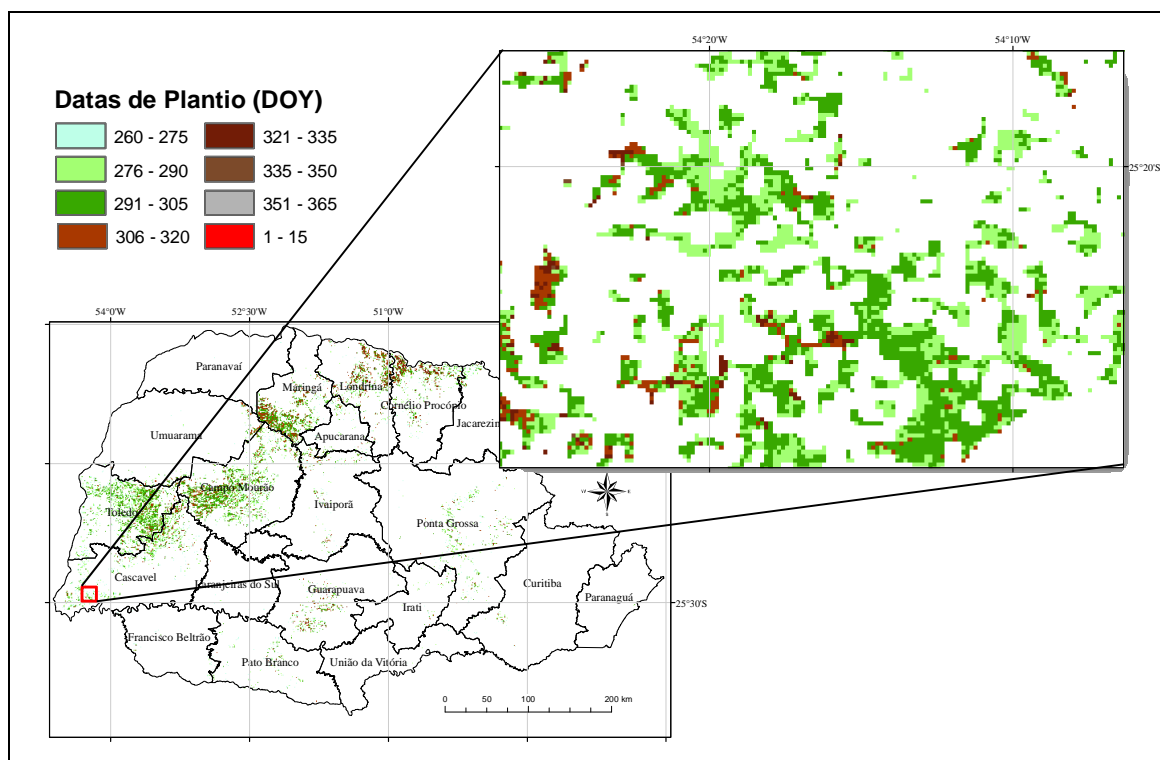 54°20'W 54°10'W
Datas de Plantio (DOY)
260 - 275 321 - 335
276 - 290 335 - 350
291 - 305 351 - 365
306 - 320 1 - 15
25°20'S
54°0'W 52°30'W 51°0'W
Paranavaí
Maringá
Londrina
Cornélio Procópio
Umuarama
Apucarana
Jacarezin
Campo Mourão
Toledo
Ivaiporã
Ponta Grossa
N
W E
S
Cascavel
Laranjeiras do Sul
Guarapuava
Curitiba
Paranaguá
Irati
25°30'S
Francisco Beltrão
Pato Branco
União da Vitória
0 50 100 200 km